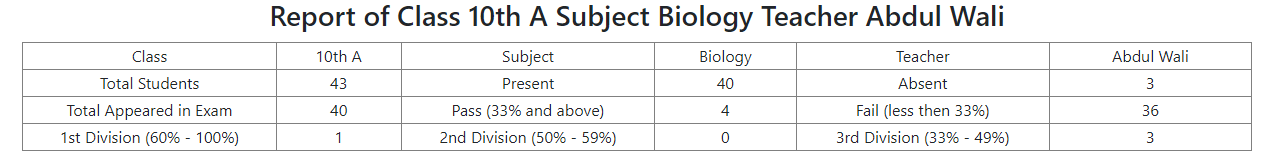 Report of Class 10th A Subject Biology Teacher Abdul Wali
Class 10th A Subject Biology Teacher Abdul Wali
Total Students 43 Present 40 Absent 3
Total Appeared in Exam 40 Pass (33% and above) 4 Fail (less then 33%) 36
1st Division (60% - 100%) 1 2nd Division (50% - 59%) 0 3rd Division (33% - 49%) 3